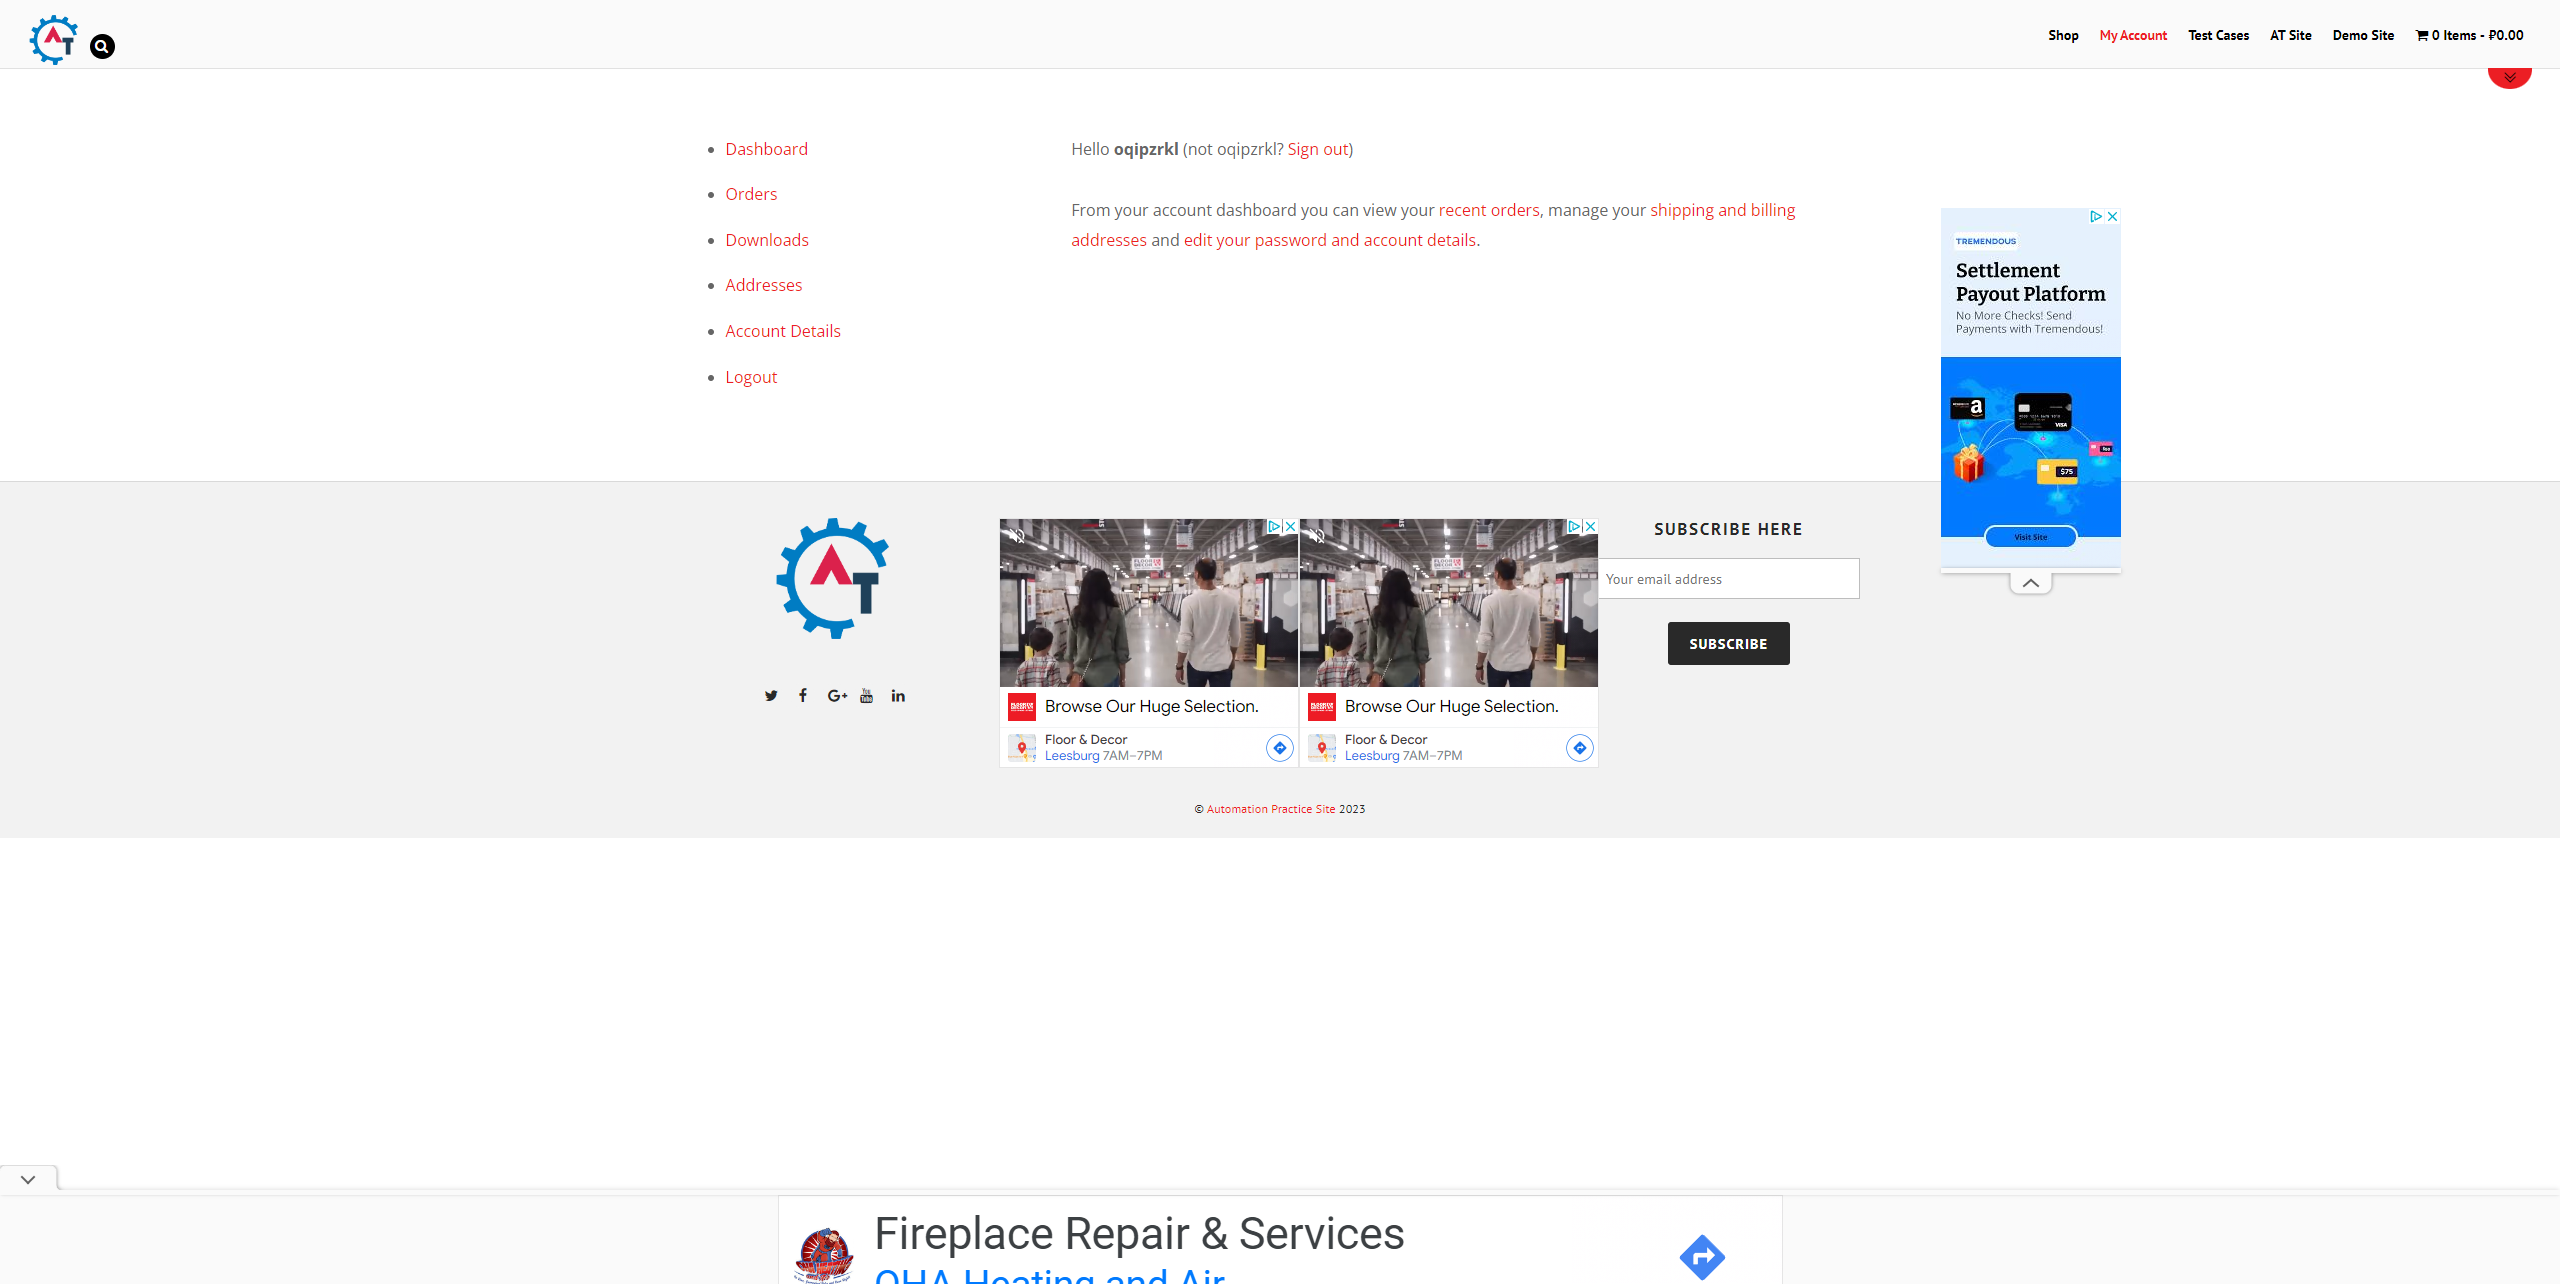 Shop
My Account
Test Cases
AT Site
Demo Site
0 Items - ₽0.00
Dashboard
Orders
Downloads
Addresses
Account Details
Logout
Hello oqipzrkl (not oqipzrkl? Sign out)
From your account dashboard you can view your recent orders, manage your shipping and billing
addresses and edit your password and account details.
TREMENDOUS
Settlement
Payout Platform
No More Checks! Send
Payments with Tremendous!
VISA
$75
Visit Site
AT
Browse Our Huge Selection.
Floor & Decor
Leesburg 7AM–7PM
Browse Our Huge Selection.
Floor & Decor
Leesburg 7AM–7PM
SUBSCRIBE HERE
Your email address
SUBSCRIBE
© Automation Practice Site 2023
Fireplace Repair & Services
OHA Heating and Air